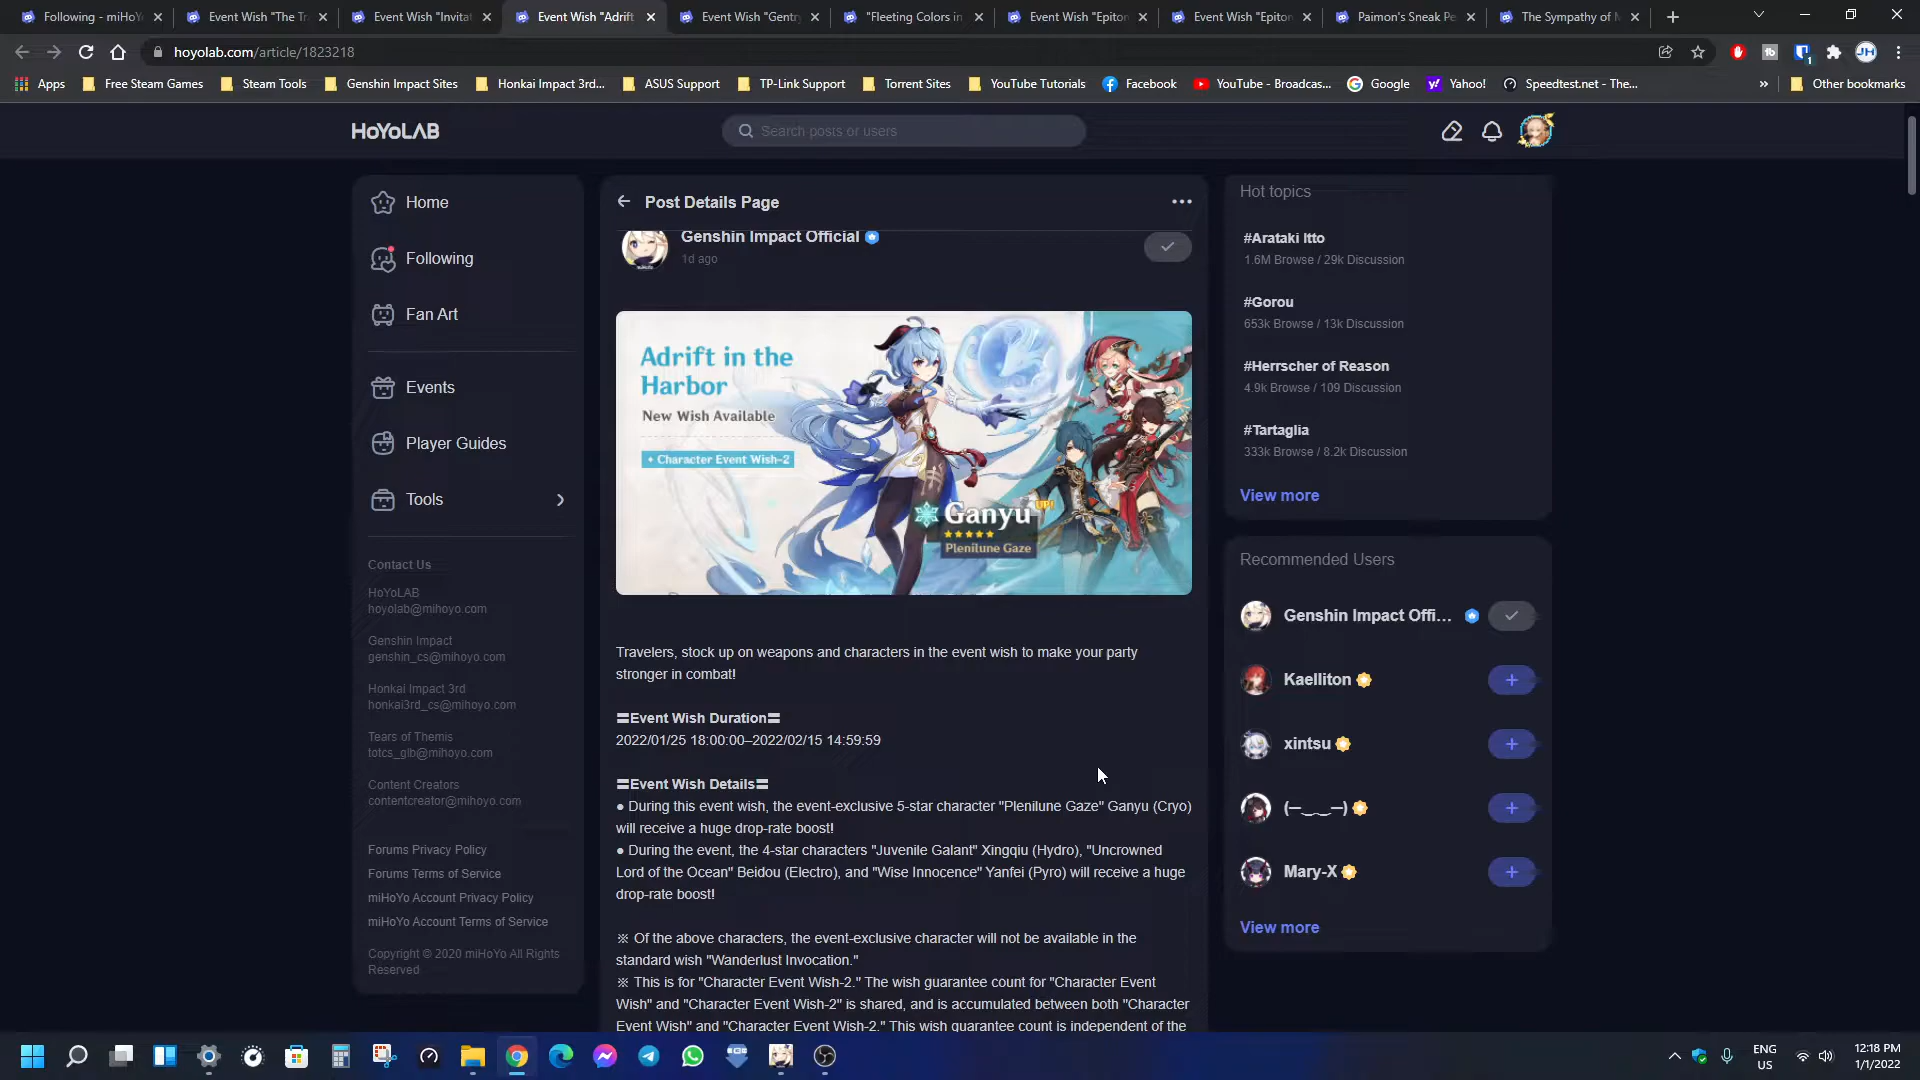 Following - miHoY
Event Wish "The Tr
Event Wish "Invitat
Event Wish "Adrift
Event Wish "Gentry
"Fleeting Colors in
Event Wish "Epiton
Event Wish "Epiton
Paimon's Sneak Pe
The Sympathy of M
hoyolab.com/article/1823218
JH
Apps
Free Steam Games
Steam Tools
Genshin Impact Sites
Honkai Impact 3rd...
ASUS Support
TP-Link Support
Torrent Sites
YouTube Tutorials
Facebook
YouTube - Broadcas...
Google
Yahoo!
Speedtest.net - The...
Other bookmarks
HoYoLAB
Search posts or users
Home
Following
Fan Art
Events
Player Guides
Tools
Contact Us
HoYoLAB
hoyolab@mihoyo.com
Genshin Impact
genshin_cs@mihoyo.com
Honkai Impact 3rd
honkai3rd_cs@mihoyo.com
Tears of Themis
totcs_glb@mihoyo.com
Content Creators
contentcreator@mihoyo.com
Forums Privacy Policy
Forums Terms of Service
miHoYo Account Privacy Policy
miHoYo Account Terms of Service
Copyright © 2020 miHoYo All Rights
Reserved
Post Details Page
Genshin Impact Official
1d ago
Adrift in the
Harbor
New Wish Available
Character Event Wish-2
Ganyu UP!
Plenilune Gaze
Travelers, stock up on weapons and characters in the event wish to make your party
stronger in combat!
〓Event Wish Duration〓
2022/01/25 18:00:00–2022/02/15 14:59:59
〓Event Wish Details〓
● During this event wish, the event-exclusive 5-star character "Plenilune Gaze" Ganyu (Cryo)
will receive a huge drop-rate boost!
● During the event, the 4-star characters "Juvenile Galant" Xingqiu (Hydro), "Uncrowned
Lord of the Ocean" Beidou (Electro), and "Wise Innocence" Yanfei (Pyro) will receive a huge
drop-rate boost!
※ Of the above characters, the event-exclusive character will not be available in the
standard wish "Wanderlust Invocation."
※ This is for "Character Event Wish-2." The wish guarantee count for "Character Event
Wish" and "Character Event Wish-2" is shared, and is accumulated between both "Character
Event Wish" and "Character Event Wish-2." This wish guarantee count is independent of the
Hot topics
#Arataki Itto
1.6M Browse / 29k Discussion
#Gorou
653k Browse / 13k Discussion
#Herrscher of Reason
4.9k Browse / 109 Discussion
#Tartaglia
333k Browse / 8.2k Discussion
View more
Recommended Users
Genshin Impact Offi...
Kaelliton
xintsu
(—‿‿—)
Mary-X
View more
ENG
US
12:18 PM
1/1/2022